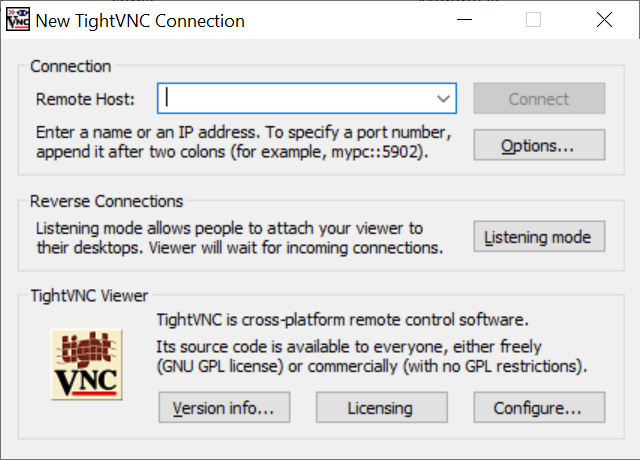 New TightVNC Connection
Connection
Remote Host:
Connect
Enter a name or an IP address. To specify a port number,
append it after two colons (for example, mypc::5902).
Options...
Reverse Connections
Listening mode allows people to attach your viewer to
their desktops. Viewer will wait for incoming connections.
Listening mode
TightVNC Viewer
tight
VNC
TightVNC is cross-platform remote control software.
Its source code is available to everyone, either freely
(GNU GPL license) or commercially (with no GPL restrictions).
Version info...
Licensing
Configure...